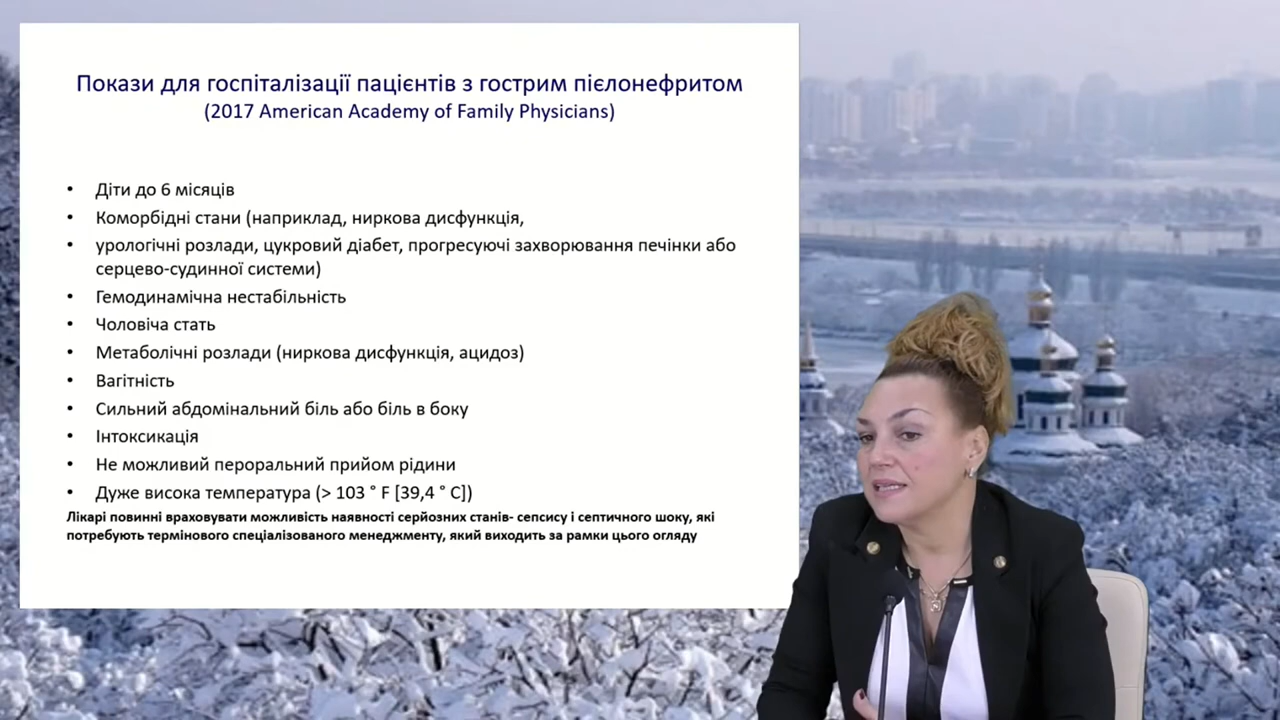 Покази для госпіталізації пацієнтів з гострим пієлонефритом
(2017 American Academy of Family Physicians)
• Діти до 6 місяців
• Коморбідні стани (наприклад, ниркова дисфункція,
• урологічні розлади, цукровий діабет, прогресуючі захворювання печінки або
серцево-судинної системи)
• Гемодинамічна нестабільність
• Чоловіча стать
• Метаболічні розлади (ниркова дисфункція, ацидоз)
• Вагітність
• Сильний абдомінальний біль або біль в боку
• Інтоксикація
• Не можливий пероральний прийом рідини
• Дуже висока температура (> 103 ° F [39,4 ° C])
Лікарі повинні враховувати можливість наявності серйозних станів- сепсису і септичного шоку, які
потребують термінового спеціалізованого менеджменту, який виходить за рамки цього огляду